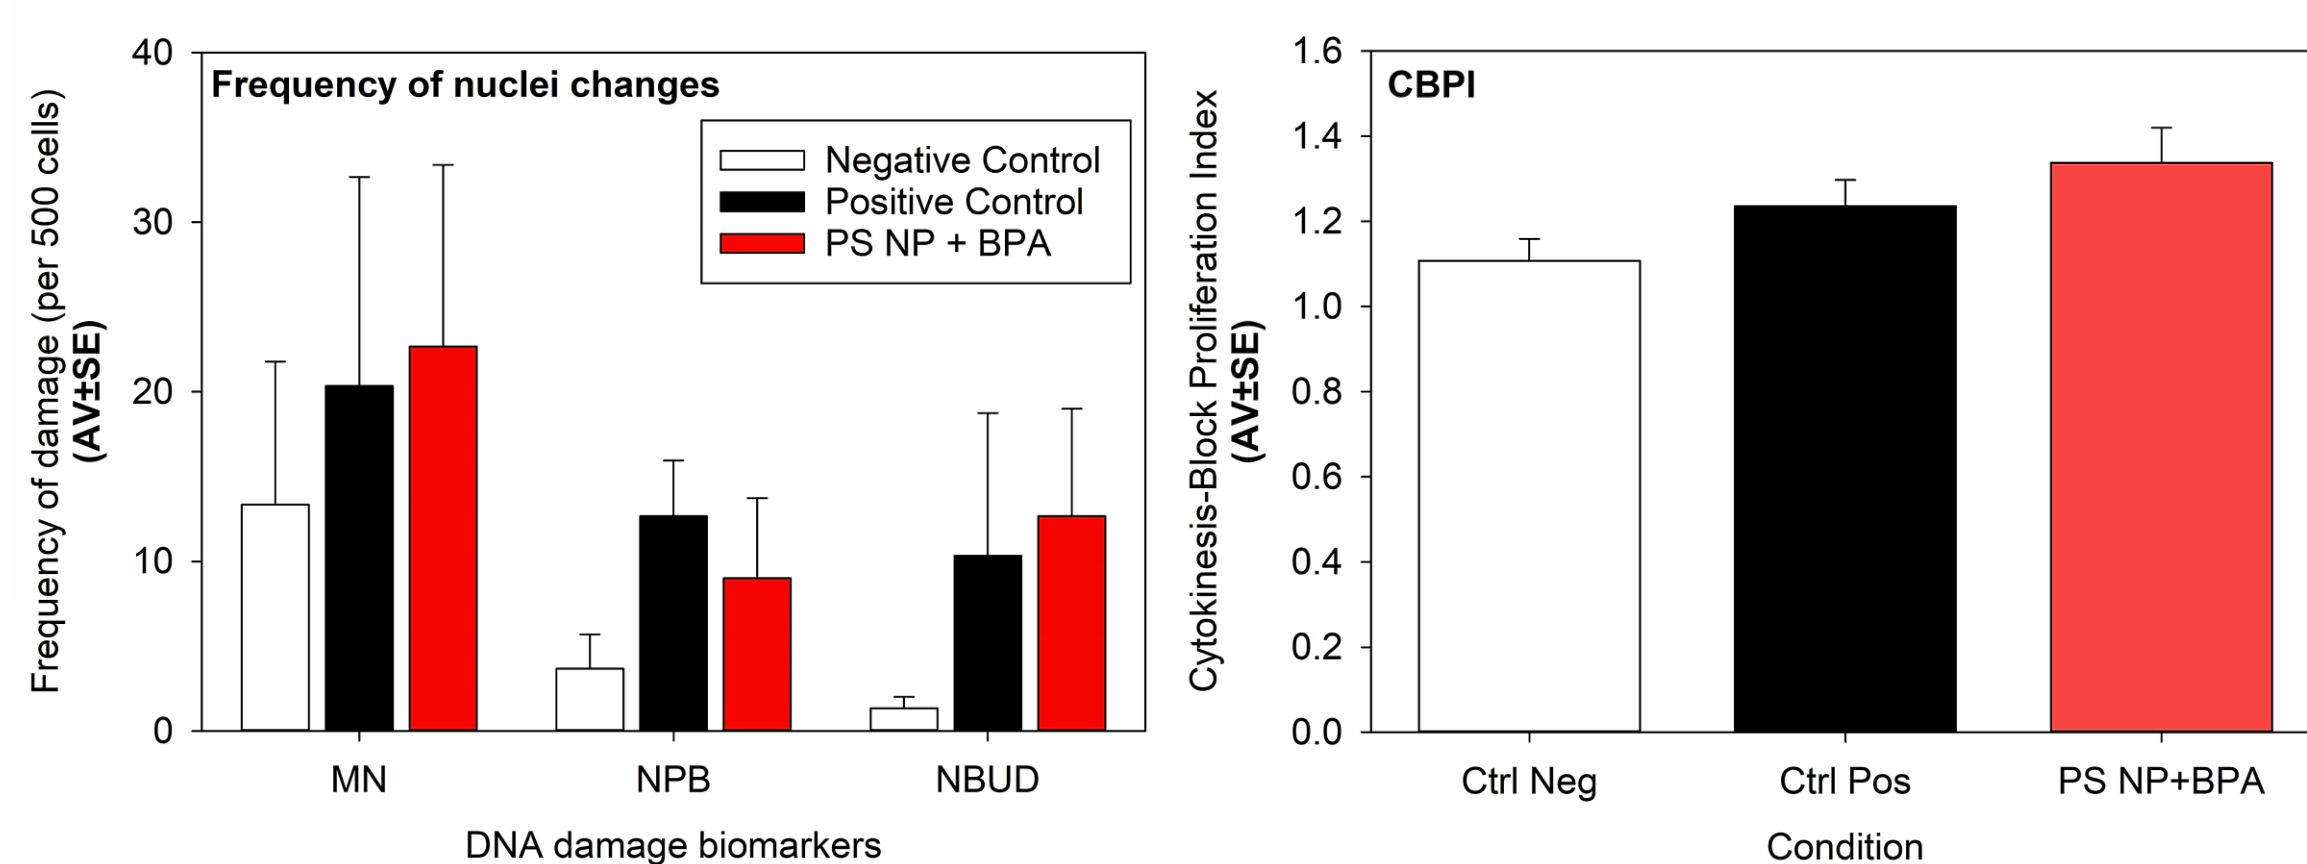 Frequency of nuclei changes
Frequency of damage (per 500 cells)
(AV±SE)
40
30
20
10
0
Negative Control
Positive Control
PS NP + BPA
MN
NPB
NBUD
DNA damage biomarkers
CBPI
Cytokinesis-Block Proliferation Index
(AV±SE)
1.6
1.4
1.2
1.0
0.8
0.6
0.4
0.2
0.0
Ctrl Neg
Ctrl Pos
PS NP+BPA
Condition